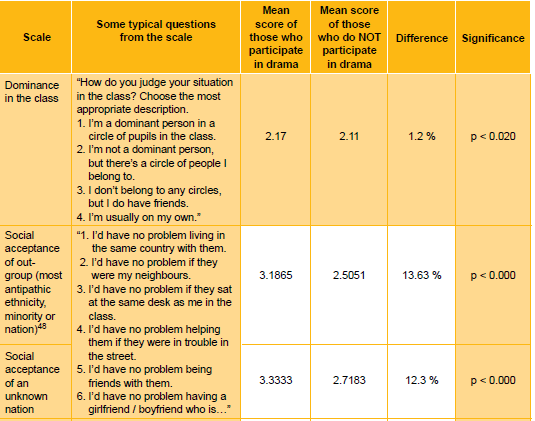 Scale
Some typical questions
from the scale
Mean
score of
those who
participate
in drama
Mean score
of those
who do NOT
participate
in drama
Difference
Significance
Dominance
in the class
“How do you judge your situation
in the class? Choose the most
appropriate description.
1. I’m a dominant person in a
circle of pupils in the class.
2. I’m not a dominant person,
but there’s a circle of people I
belong to.
3. I don’t belong to any circles,
but I do have friends.
4. I’m usually on my own.”
2.17
2.11
1.2 %
p < 0.020
Social
acceptance
of out-
group (most
antipathic
ethnicity,
minority or
nation)48
“1. I’d have no problem living in
the same country with them.
2. I’d have no problem if they
were my neighbours.
3. I’d have no problem if they sat
at the same desk as me in the
class.
4. I’d have no problem helping
them if they were in trouble in
the street.
5. I’d have no problem being
friends with them.
6. I’d have no problem having a
girlfriend / boyfriend who is…”
3.1865
2.5051
13.63 %
p < 0.000
Social
acceptance
of an
unknown
nation
3.3333
2.7183
12.3 %
p < 0.000